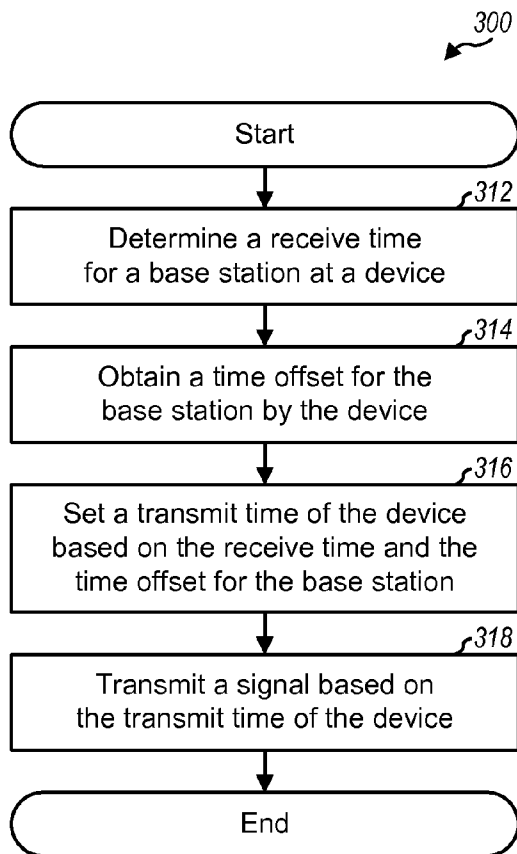 300
Start
312
Determine a receive time
for a base station at a device
314
Obtain a time offset for the
base station by the device
316
Set a transmit time of the device
based on the receive time and the
time offset for the base station
318
Transmit a signal based on
the transmit time of the device
End